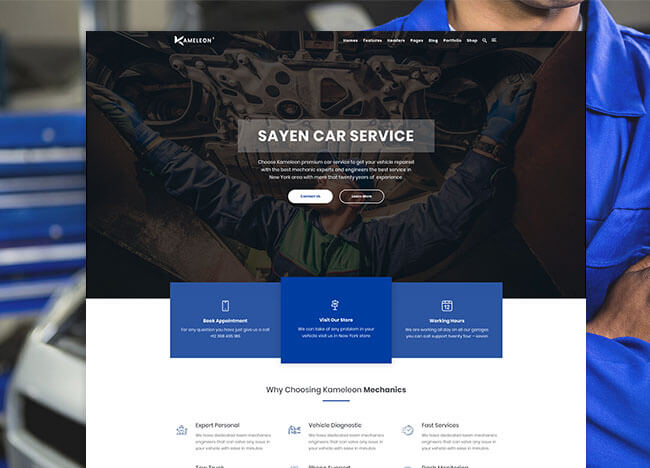 KAMELEON
Homes Features Headers Pages Blog Portfolio Shop
SAYEN CAR SERVICE
Choose Kameleon premium car service to get your vehicle repaired
with the best mechanic experts and engineers the best service in
New York area with more that twenty years of experience
Contact Us Learn More
Book Appointment
For any question you have just give us a call
Visit Our Store
We can take of any problem in your
vehicle visit us in New York store
12
Working Hours
We are working all day on all our garages
you can call support twenty four – seven
Why Choosing Kameleon Mechanics
Expert Personal
We have dedicated team mechanics
engineers that can solve any issue in
your vehicle with ease in minutes
Vehicle Diagnostic
We have dedicated team mechanics
engineers that can solve any issue in
your vehicle with ease in minutes
Fast Services
We have dedicated team mechanics
engineers that can solve any issue in
your vehicle with ease in minutes